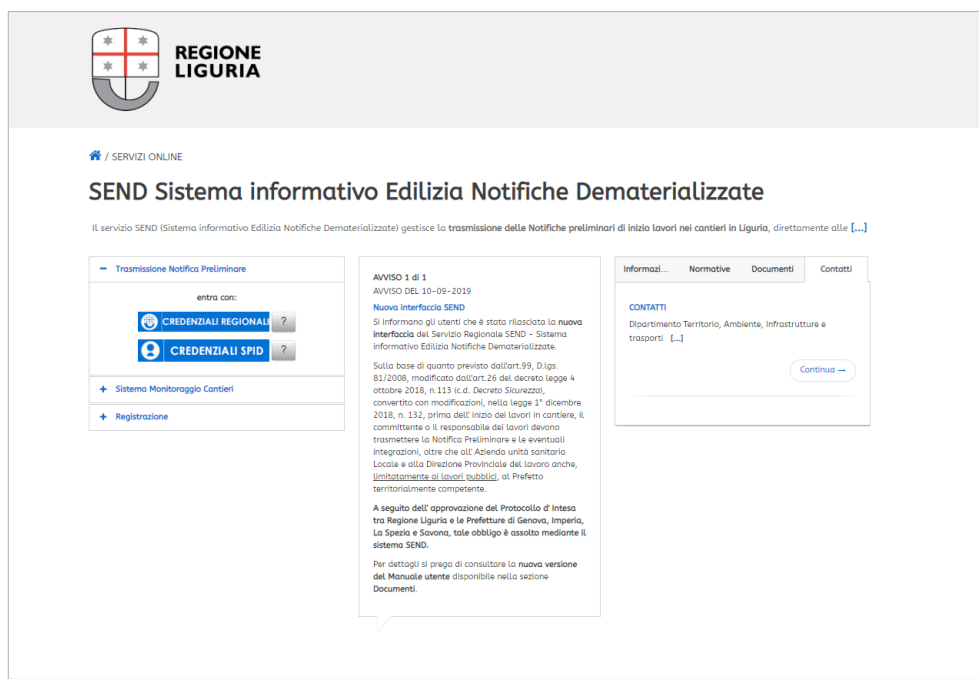 REGIONE
LIGURIA
/ SERVIZI ONLINE
SEND Sistema informativo Edilizia Notifiche Dematerializzate
Il servizio SEND (Sistema informativo Edilizia Notifiche Dematerializzate) gestisce la trasmissione delle Notifiche preliminari di inizio lavori nei cantieri in Liguria, direttamente alle [...]
− Trasmissione Notifica Preliminare
entra con:
CREDENZIALI REGIONALI ?
CREDENZIALI SPID ?
+ Sistema Monitoraggio Cantieri
+ Registrazione
AVVISO 1 di 1
AVVISO DEL 10-09-2019
Nuova interfaccia SEND
Si informano gli utenti che é stata rilasciata la nuova
interfaccia del Servizio Regionale SEND - Sistema
informativo Edilizia Notifiche Dematerializzate.
Sulla base di quanto previsto dall'art.99, D.lgs.
81/2008, modificato dall'art.26 del decreto legge 4
ottobre 2018, n.113 (c.d. Decreto Sicurezza),
convertito con modificazioni, nella legge 1° dicembre
2018, n. 132, prima dell' inizio dei lavori in cantiere, il
committente o il responsabile dei lavori devono
trasmettere la Notifica Preliminare e le eventuali
integrazioni, oltre che all' Azienda unità sanitaria
Locale e alla Direzione Provinciale del lavoro anche,
limitatamente ai lavori pubblici, al Prefetto
territorialmente competente.
A seguito dell' approvazione del Protocollo d' Intesa
tra Regione Liguria e le Prefetture di Genova, Imperia,
La Spezia e Savona, tale obbligo è assolto mediante il
sistema SEND.
Per dettagli si prega di consultare la nuova versione
del Manuale utente disponibile nella sezione
Documenti.
Informazi... Normative Documenti Contatti
CONTATTI
Dipartimento Territorio, Ambiente, Infrastrutture e
trasporti [...]
Continua →